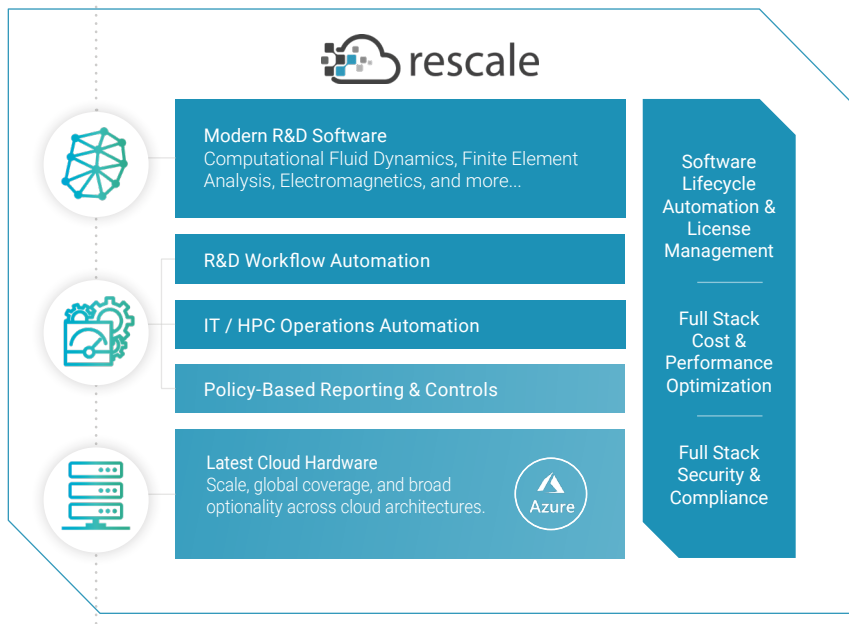 rescale
Modern R&D Software
Computational Fluid Dynamics, Finite Element
Analysis, Electromagnetics, and more...
R&D Workflow Automation
IT / HPC Operations Automation
Policy-Based Reporting & Controls
Latest Cloud Hardware
Scale, global coverage, and broad
optionality across cloud architectures.
Azure
Software
Lifecycle
Automation &
License
Management
Full Stack
Cost &
Performance
Optimization
Full Stack
Security &
Compliance